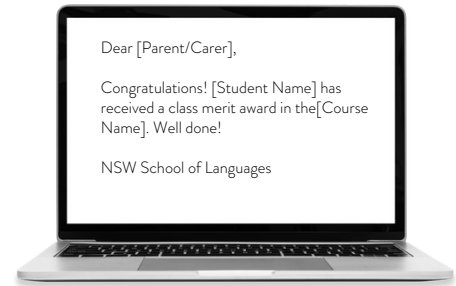 Dear [Parent/Carer],
Congratulations! [Student Name] has
received a class merit award in the[Course
Name]. Well done!
NSW School of Languages